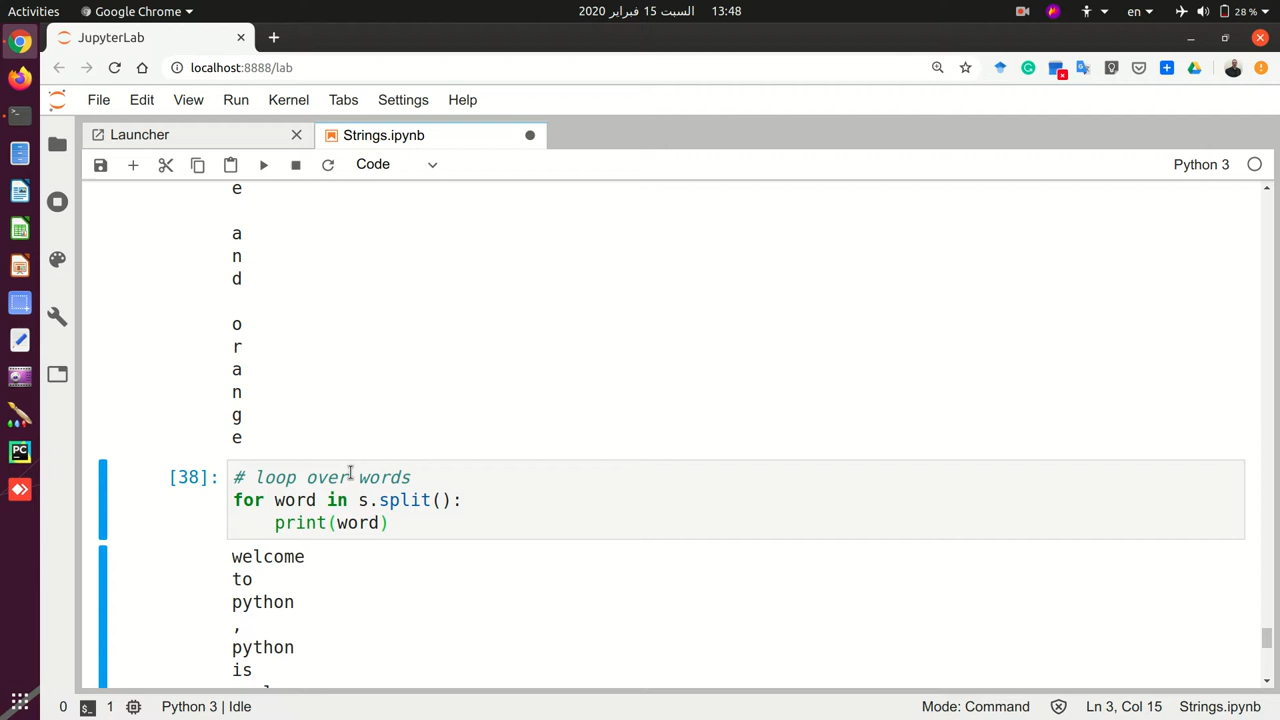 Activities
Google Chrome
السبت 15 فبراير 2020 13:48
en
28 %
JupyterLab
localhost:8888/lab
File Edit View Run Kernel Tabs Settings Help
Launcher
Strings.ipynb
Code
Python 3
e
a
n
d
o
r
a
n
g
e
[38]:
# loop over words
for word in s.split():
    print(word)
welcome
to
python
,
python
is
0
1
Python 3 | Idle
Mode: Command
Ln 3, Col 15
Strings.ipynb